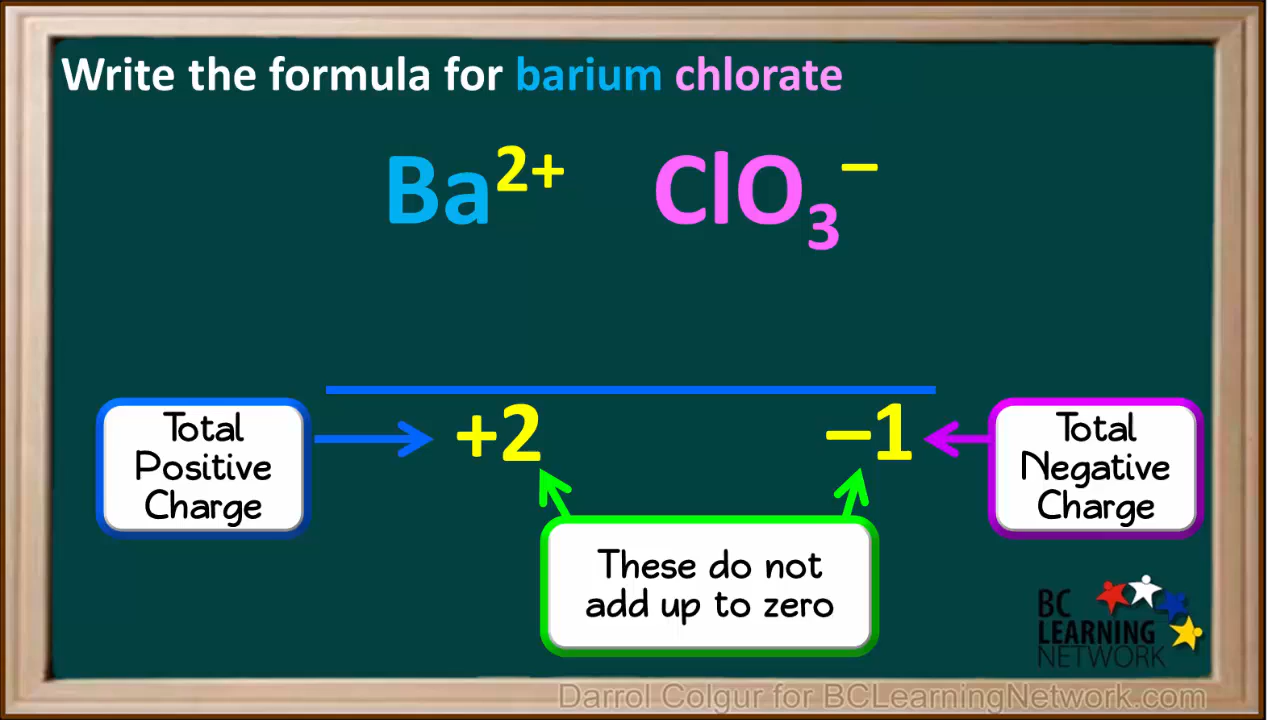 Write the formula for barium chlorate
Ba²⁺ ClO₃⁻
+2 –1
Total
Positive
Charge
Total
Negative
Charge
These do not
add up to zero
BC
LEARNING
NETWORK
Darrol Colgur for BCLearningNetwork.com